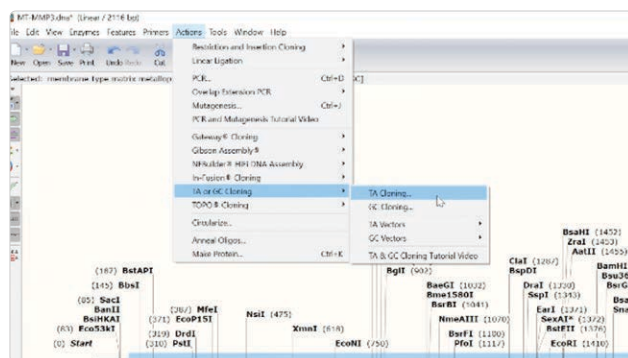 MT-MMP3.dna* (Linear / 2116 bp)
File Edit View Enzymes Features Primers Actions Tools Window Help
New Open Save Print Undo Redo Cut
Selected: membrane type matrix GC]
Restriction and Insertion Cloning
Linear Ligation
PCR... Ctrl+D
Overlap Extension PCR
Mutagenesis... Ctrl+J
PCR and Mutagenesis Tutorial Video
Gateway® Cloning
Gibson Assembly®
NEBuilder® HiFi DNA Assembly
In-Fusion® Cloning
TA or GC Cloning
TOPO® Cloning
Circularize...
Anneal Oligos...
Make Protein... Ctrl+K
TA Cloning...
GC Cloning...
TA Vectors
GC Vectors
TA & GC Cloning Tutorial Video
BsaHI (1452)
ZraI (1453)
AatII (1455)
(167) BstAPI BglI (902) ClaI (1287) BamHI
BspDI Bsu36
(145) BbsI BaeGI (1032) DraI (1330) BsrG
(85) SacI Bme1580I SspI (1343)
BanII (387) MfeI BsrBI (1041) EarI (1371)
BsiHKAI (371) EcoP15I NsiI (475) NmeAIII (1070) SexAI* (1372)
(83) Eco53kI (319) DrdI XmnI (618) BsrFI (1100) BstEII (1376)
(0) Start (310) PstI EcoNI (750) PfoI (1117) EcoRI (1410)